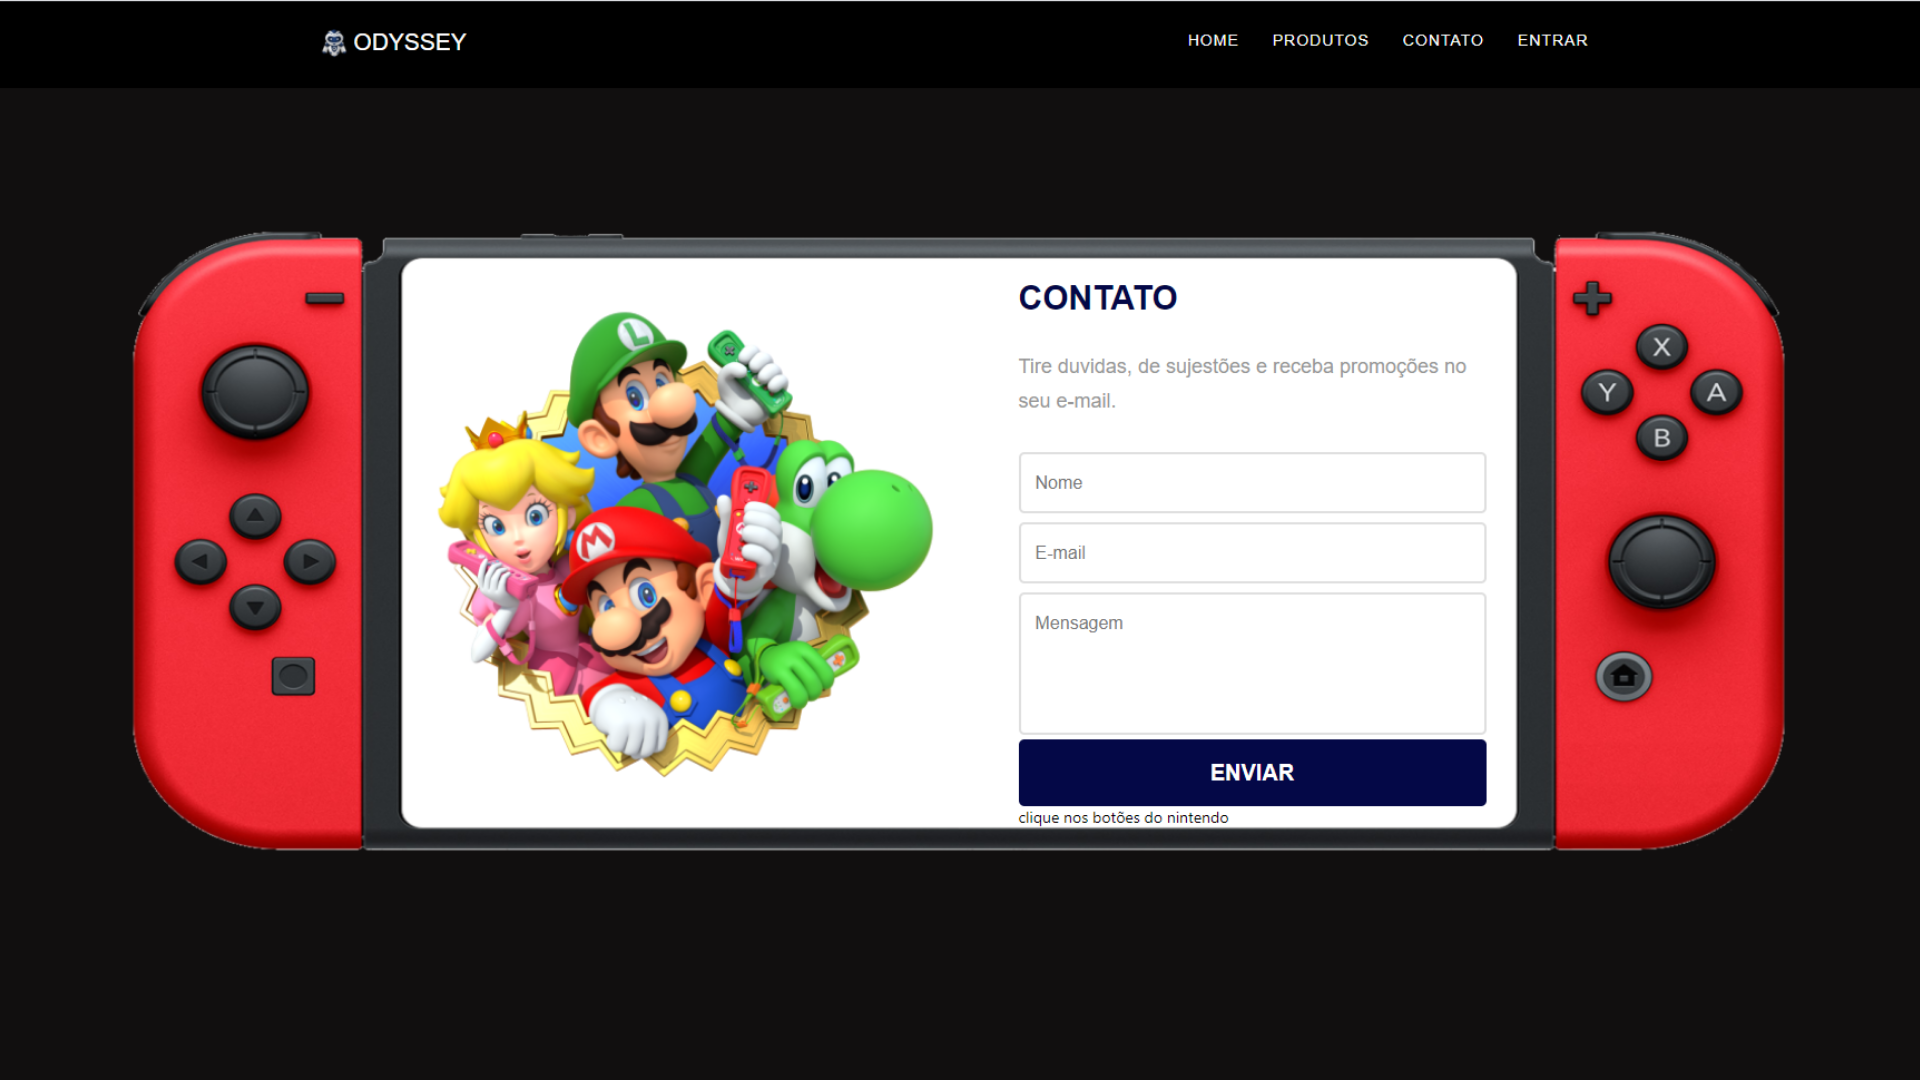 ODYSSEY
HOME PRODUTOS CONTATO ENTRAR
CONTATO
Tire duvidas, de sujestões e receba promoções no
seu e-mail.
Nome
E-mail
Mensagem
ENVIAR
clique nos botões do nintendo
L
M
X
Y
A
B